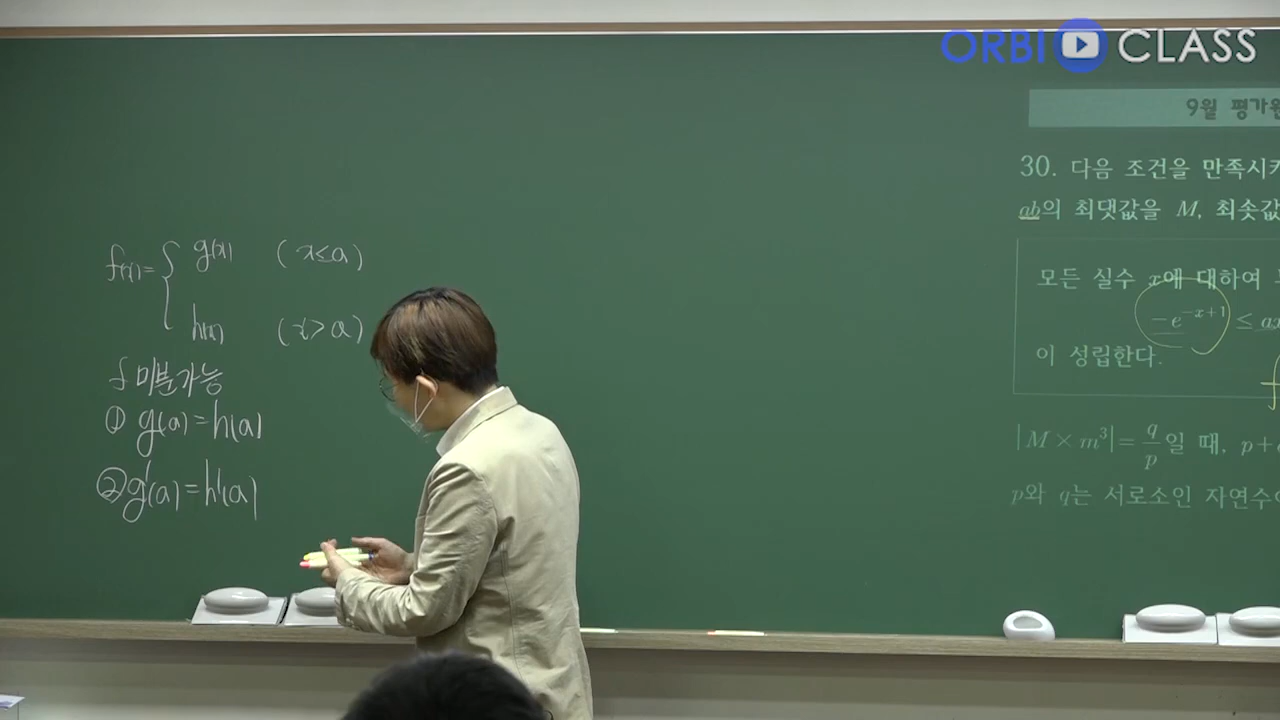 ORBI CLASS
f(x)= { g(x) (x≤a)
h(x) (x>a)
f 미분가능
① g(a)=h(a)
② g'(a)=h'(a)
9월 평가원
30. 다음 조건을 만족시키
ab의 최댓값을 M, 최솟값
모든 실수 x에 대하여
-e^{-x+1} ≤ ax
이 성립한다.
f
|M×m³|=q/p일 때, p+
p와 q는 서로소인 자연수